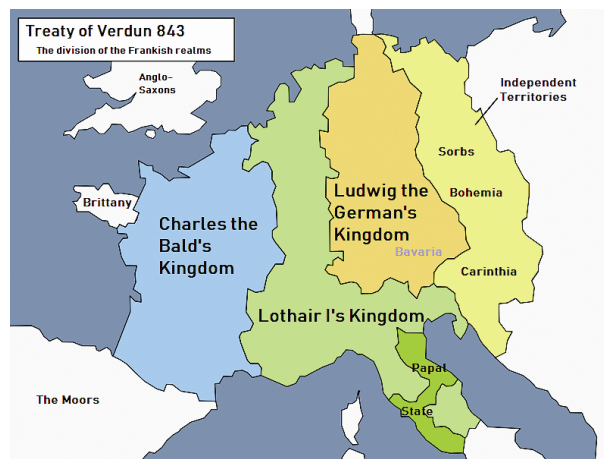 Treaty of Verdun 843
The division of the Frankish realms
Anglo-
Saxons
Independent
Territories
Sorbs
Brittany
Ludwig the
German's
Kingdom
Bohemia
Charles the
Bald's
Kingdom
Bavaria
Carinthia
Lothair I's Kingdom
Papal
State
The Moors